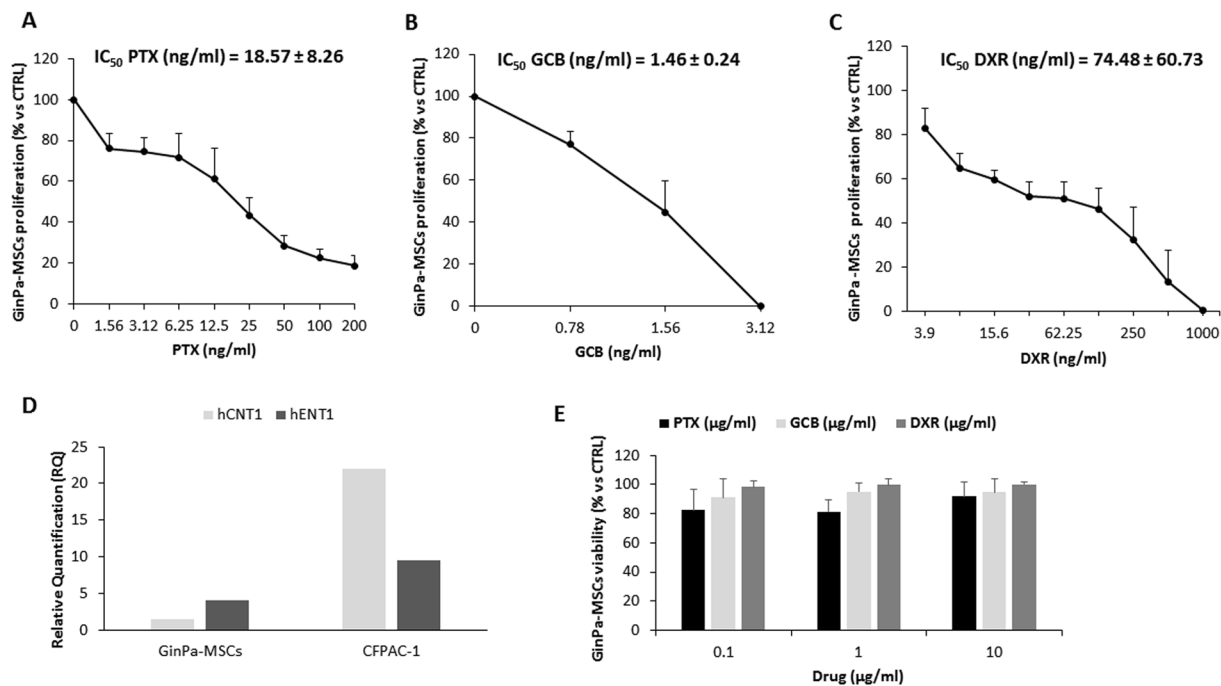 A
IC50 PTX (ng/ml) = 18.57 ± 8.26
GinPa-MSCs proliferation (% vs CTRL)
120
100
80
60
40
20
0
0 1.56 3.12 6.25 12.5 25 50 100 200
PTX (ng/ml)
B
IC50 GCB (ng/ml) = 1.46 ± 0.24
GinPa-MSCs proliferation (% vs CTRL)
120
100
80
60
40
20
0
0 0.78 1.56 3.12
GCB (ng/ml)
C
IC50 DXR (ng/ml) = 74.48 ± 60.73
GinPa -MSCs proliferation (% vs CTRL)
120
100
80
60
40
20
0
3.9 15.6 62.25 250 1000
DXR (ng/ml)
D
hCNT1 hENT1
Relative Quantification (RQ)
25
20
15
10
5
0
GinPa-MSCs CFPAC-1
E
PTX (µg/ml) GCB (µg/ml) DXR (µg/ml)
GinPa-MSCs viability (% vs CTRL)
120
100
80
60
40
20
0
0.1 1 10
Drug (µg/ml)